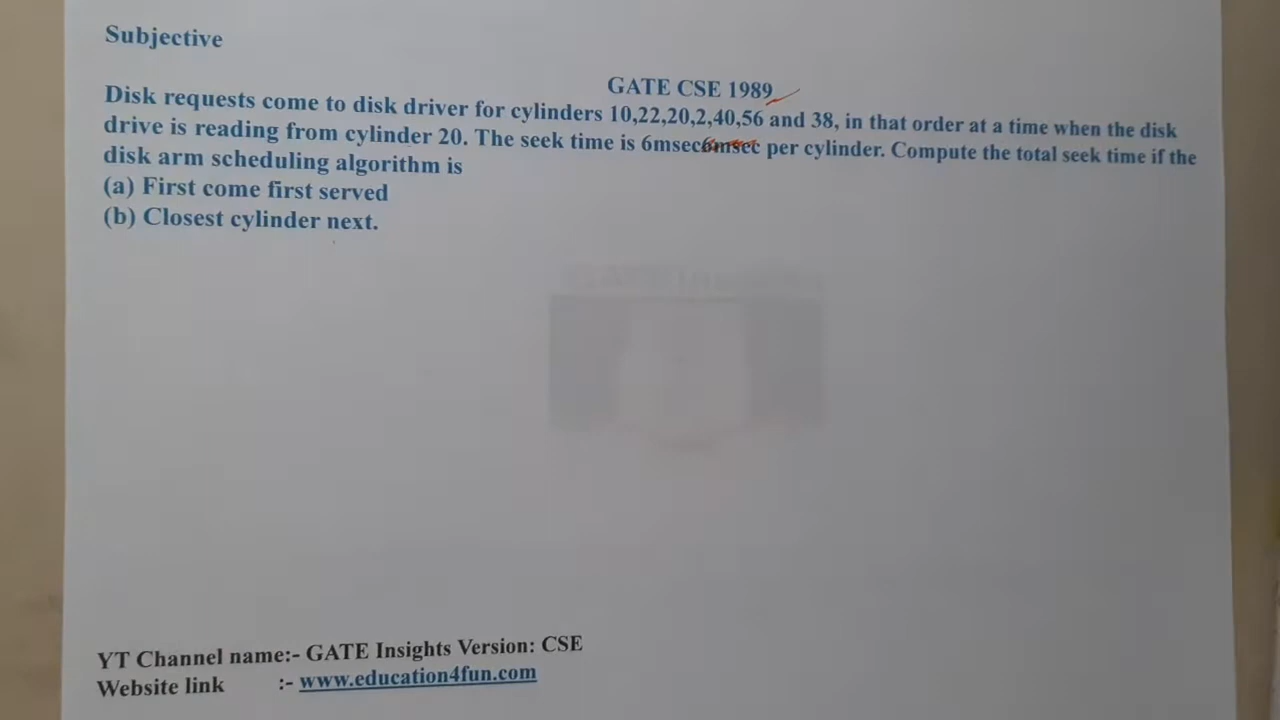 Subjective
GATE CSE 1989
Disk requests come to disk driver for cylinders 10,22,20,2,40,56 and 38, in that order at a time when the disk
drive is reading from cylinder 20. The seek time is 6msec6msec per cylinder. Compute the total seek time if the
disk arm scheduling algorithm is
(a) First come first served
(b) Closest cylinder next.
YT Channel name:- GATE Insights Version: CSE
Website link :- www.education4fun.com